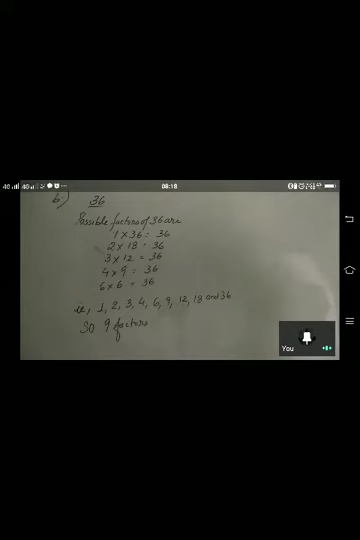 4G 4G 08:18
b) 36
Possible factors of 36 are
1 x 36 = 36
2 x 18 = 36
3 x 12 = 36
4 x 9 = 36
6 x 6 = 36
ie, 1, 2, 3, 4, 6, 9, 12, 18 and 36
So 9 factors
You